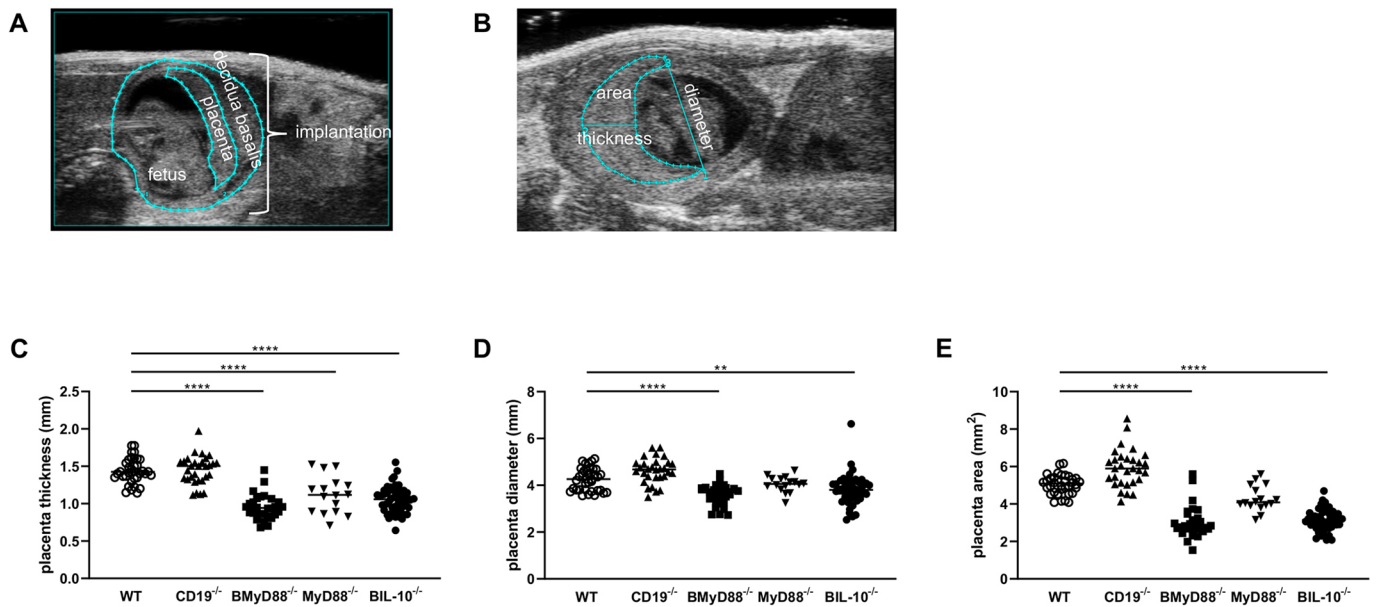 A
decidua basalis
placenta
implantation
fetus
B
area
diameter
thickness
C
****
****
****
placenta thickness (mm)
2.5
2.0
1.5
1.0
0.5
0.0
WT CD19-/- BMyD88-/- MyD88-/- BIL-10-/-
D
**
****
placenta diameter (mm)
8
6
4
2
0
WT CD19-/- BMyD88-/- MyD88-/- BIL-10-/-
E
****
****
placenta area (mm2)
10
8
6
4
2
0
WT CD19-/- BMyD88-/- MyD88-/- BIL-10-/-